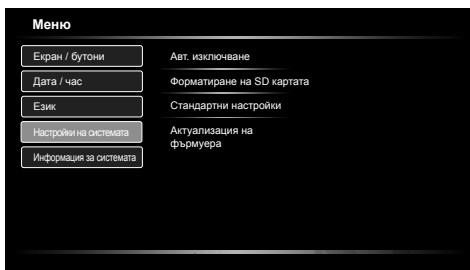 Меню
Екран / бутони
Дата / час
Език
Настройки на системата
Информация за системата
Авт. изключване
Форматиране на SD картата
Стандартни настройки
Актуализация на
фърмуера